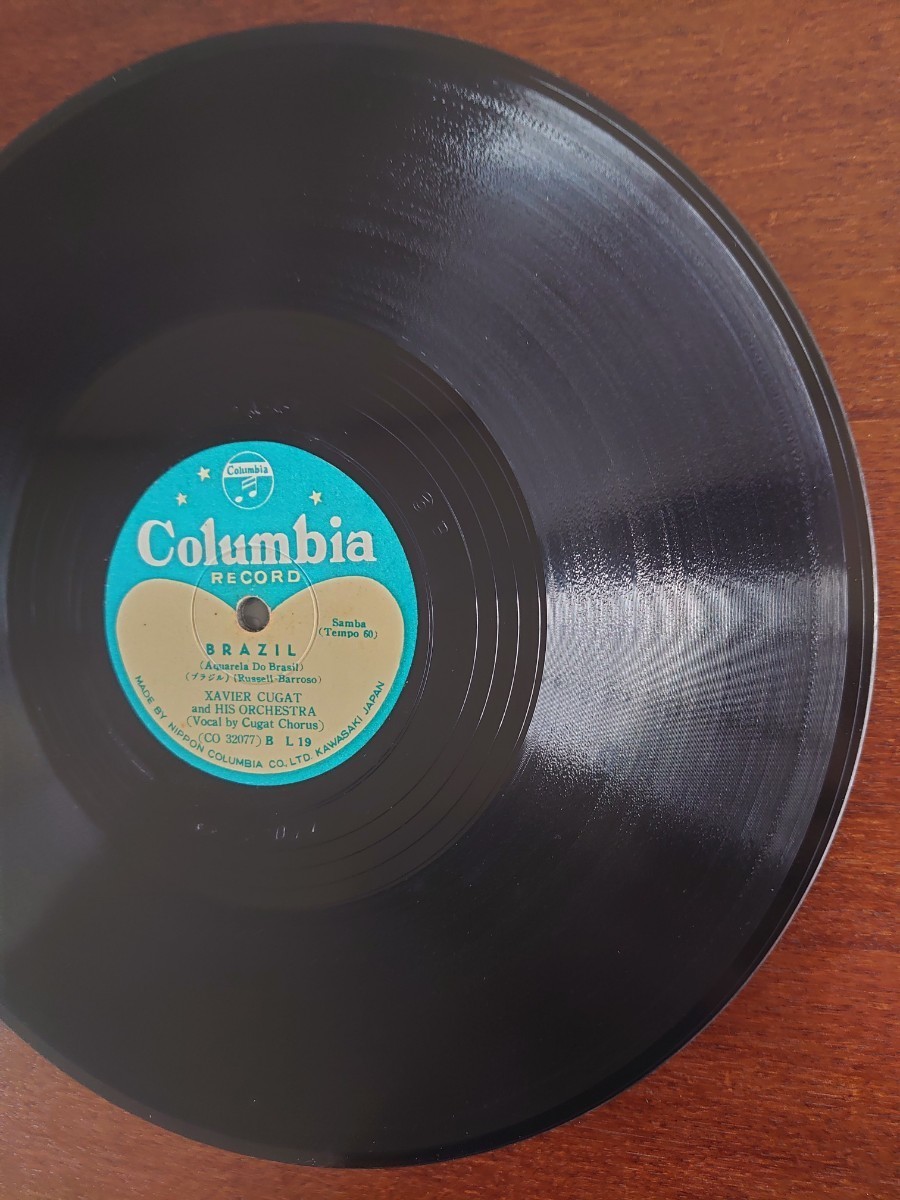 Columbia
Columbia
RECORD
Samba
(Tempo 60)
BRAZIL
(Aquarela Do Brasil)
(ブラジル) (Russell-Barroso)
XAVIER CUGAT
and HIS ORCHESTRA
(Vocal by Cugat Chorus)
(CO 32077) B L 19
MADE BY NIPPON COLUMBIA CO., LTD. KAWASAKI JAPAN